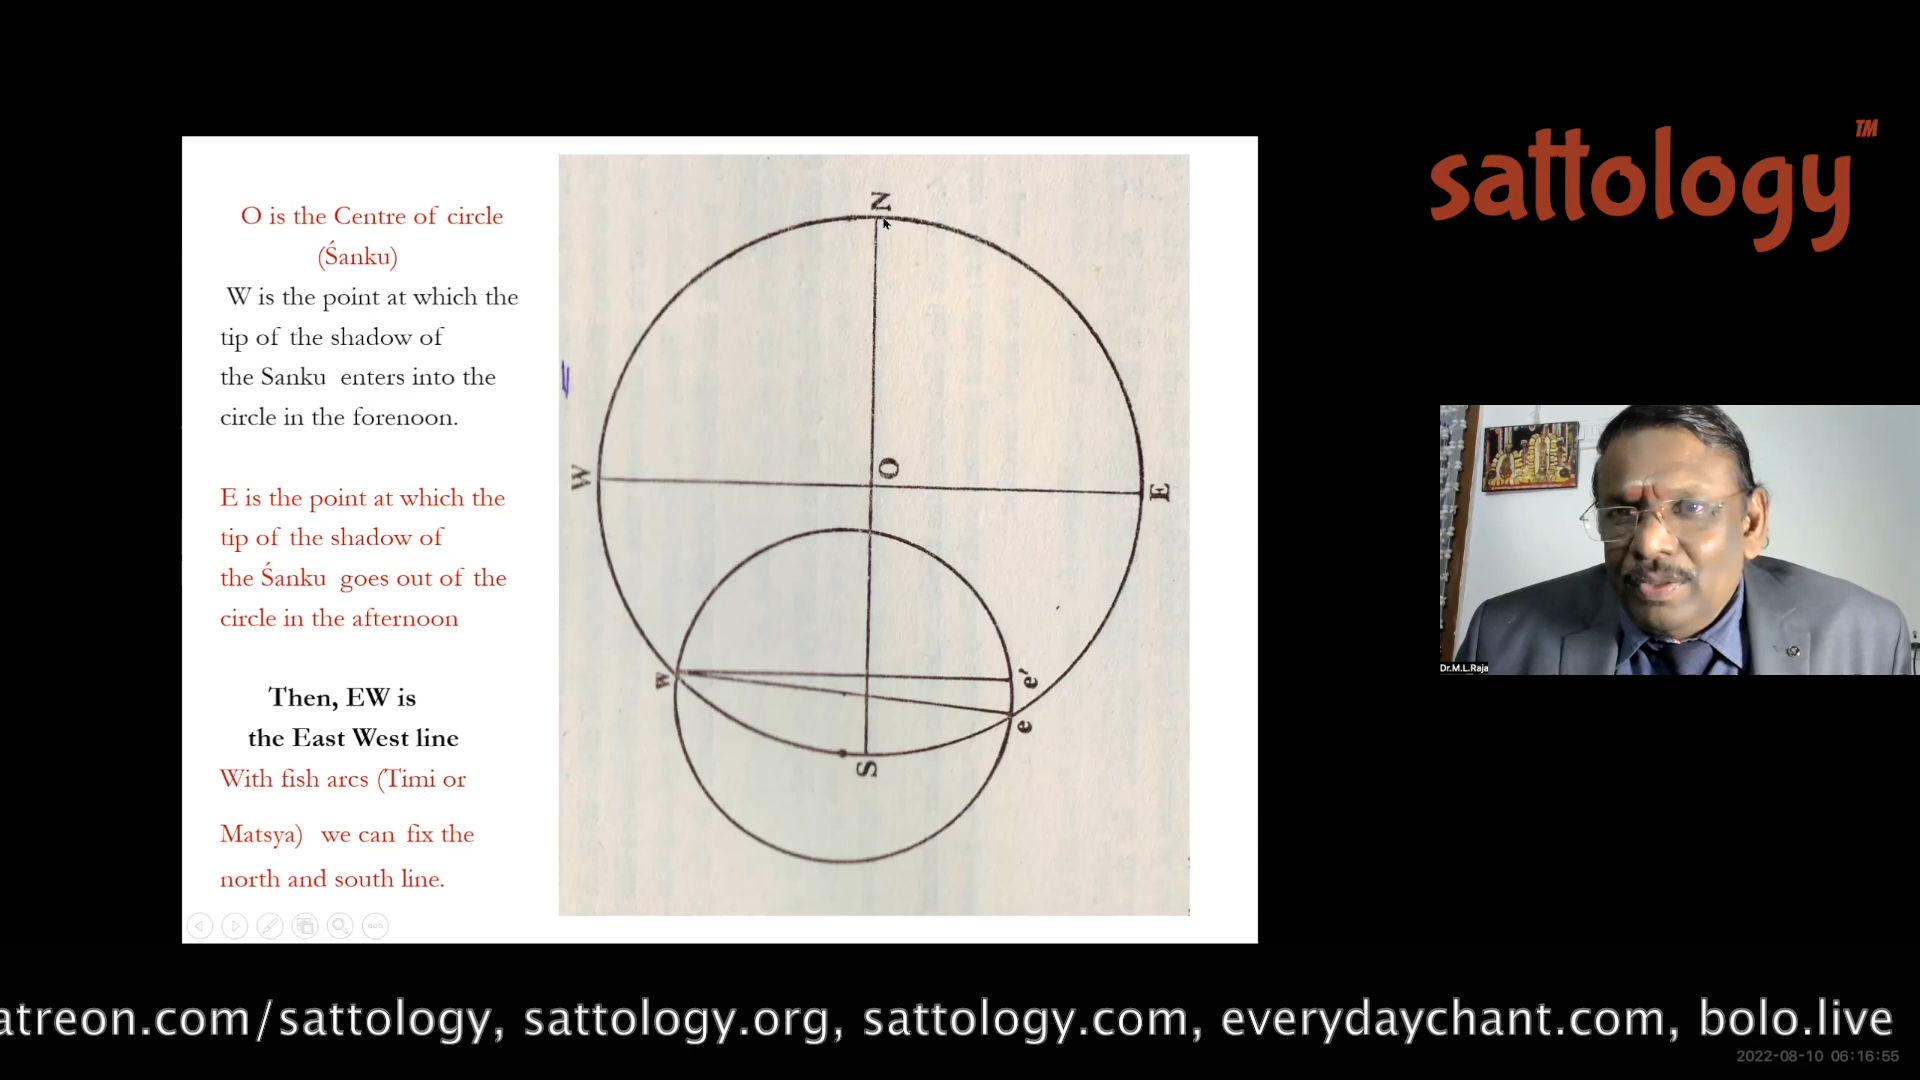 O is the Centre of circle
(Śanku)
W is the point at which the
tip of the shadow of
the Sanku enters into the
circle in the forenoon.
E is the point at which the
tip of the shadow of
the Śanku goes out of the
circle in the afternoon
Then, EW is
the East West line
With fish arcs (Timi or
Matsya) we can fix the
north and south line.
N
W
O
E
w
e'
e
S
sattology™
Dr.M.L.Raja
atreon.com/sattology, sattology.org, sattology.com, everydaychant.com, bolo.live
2022-08-10 06:16:55